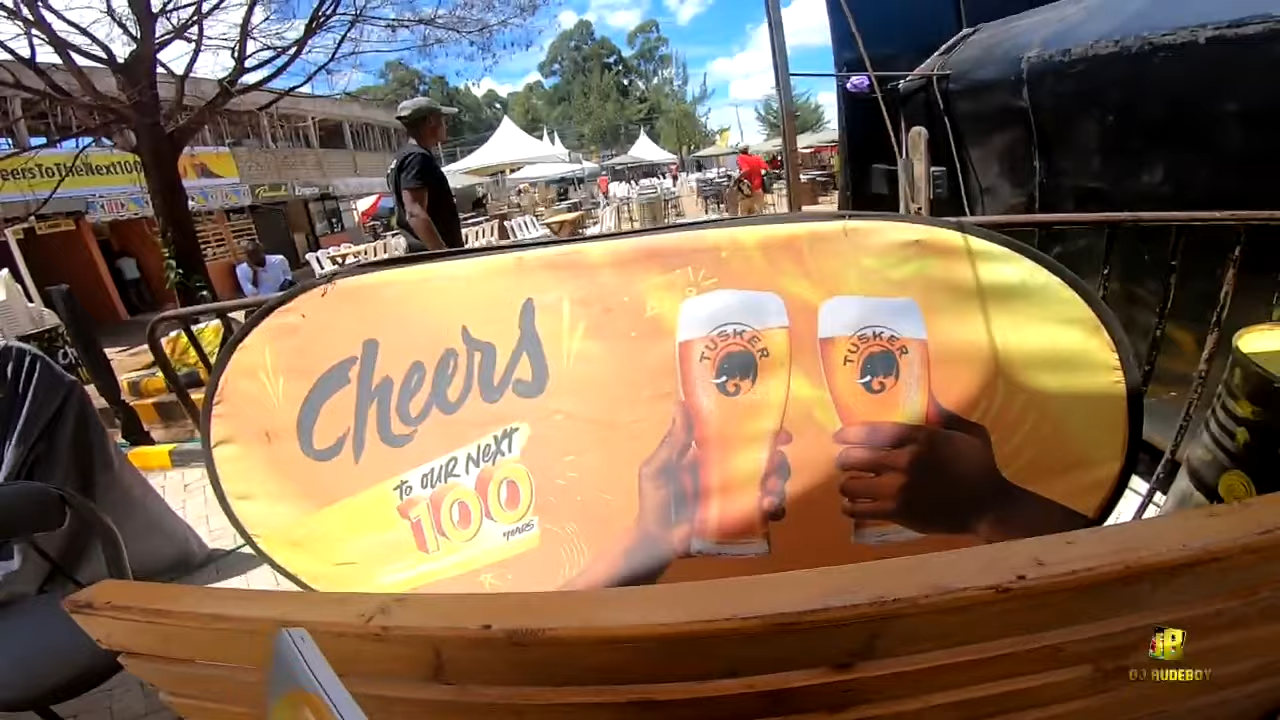 eersToTheNext100
Cheers
to our next
100
years
TUSKER
TUSKER
DJ RUDEBOY